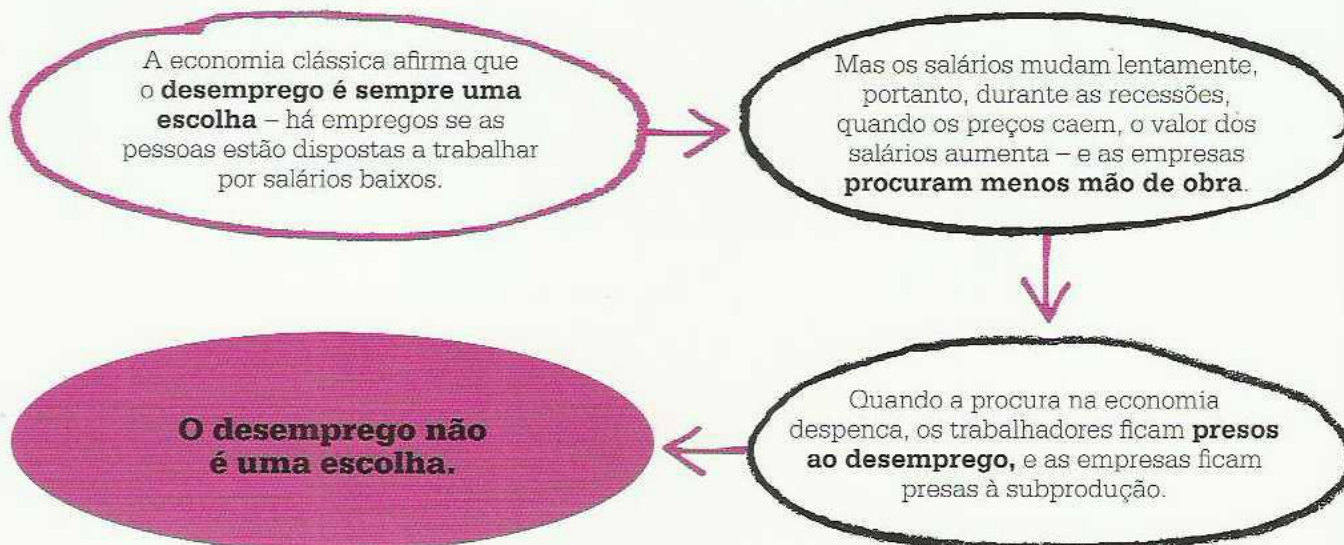 A economia clássica afirma que
o desemprego é sempre uma
escolha – há empregos se as
pessoas estão dispostas a trabalhar
por salários baixos.
Mas os salários mudam lentamente,
portanto, durante as recessões,
quando os preços caem, o valor dos
salários aumenta – e as empresas
procuram menos mão de obra.
Quando a procura na economia
despenca, os trabalhadores ficam presos
ao desemprego, e as empresas ficam
presas à subprodução.
O desemprego não
é uma escolha.